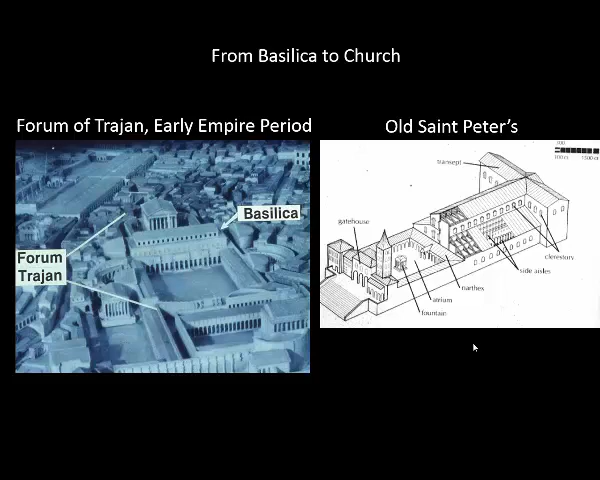 From Basilica to Church
Forum of Trajan, Early Empire Period
Old Saint Peter's
Basilica
Forum
Trajan
transept
gatehouse
clerestory
side aisles
narthex
atrium
fountain